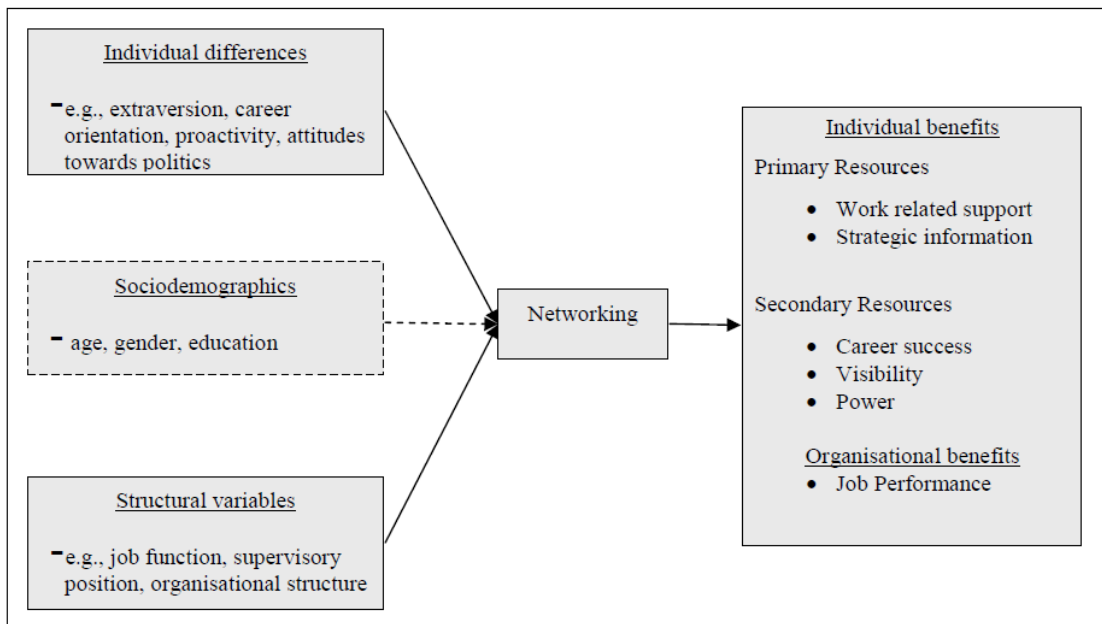 Individual differences
- e.g., extraversion, career
orientation, proactivity, attitudes
towards politics
Sociodemographics
- age, gender, education
Structural variables
- e.g., job function, supervisory
position, organisational structure
Networking
Individual benefits
Primary Resources
• Work related support
• Strategic information
Secondary Resources
• Career success
• Visibility
• Power
Organisational benefits
• Job Performance